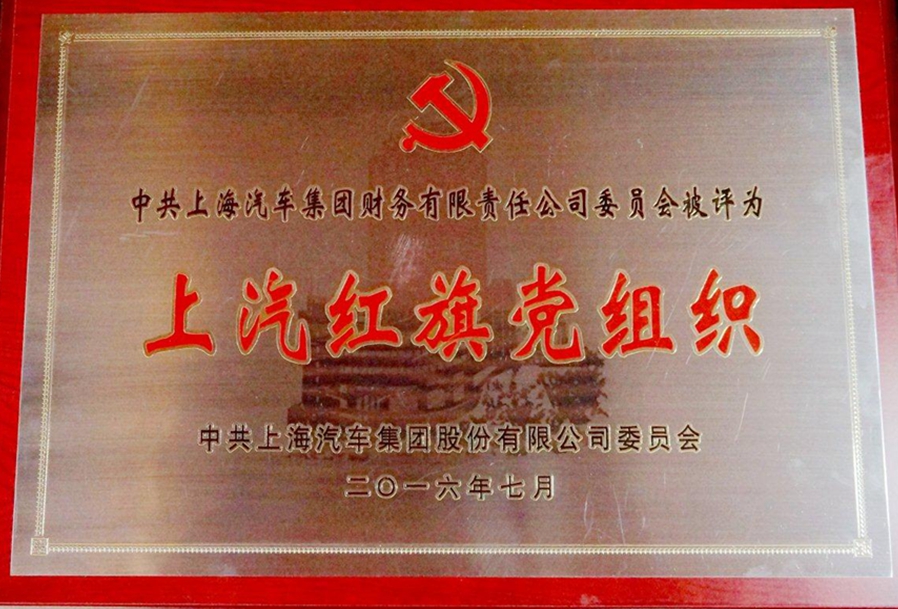 中共上海汽车集团财务有限责任公司委员会被评为
上汽红旗党组织
中共上海汽车集团股份有限公司委员会
二〇一六年七月